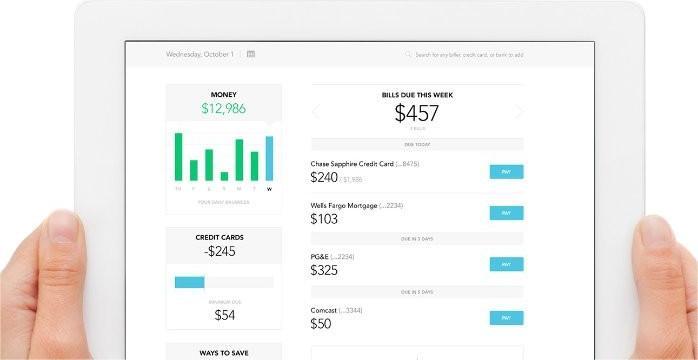 Wednesday, October 1
Search for any biller, credit card, or bank to add
MONEY
$12,986
TH F S S M T W
YOUR DAILY BALANCES
CREDIT CARDS
-$245
MINIMUM DUE
$54
WAYS TO SAVE
BILLS DUE THIS WEEK
$457
DUE TODAY
Chase Sapphire Credit Card (...8475)
$240 / $1,986
PAY
Wells Fargo Mortgage (...2234)
$103
PAY
DUE IN 3 DAYS
PG&E (...2234)
$325
PAY
DUE IN 5 DAYS
Comcast (...3344)
$50
PAY